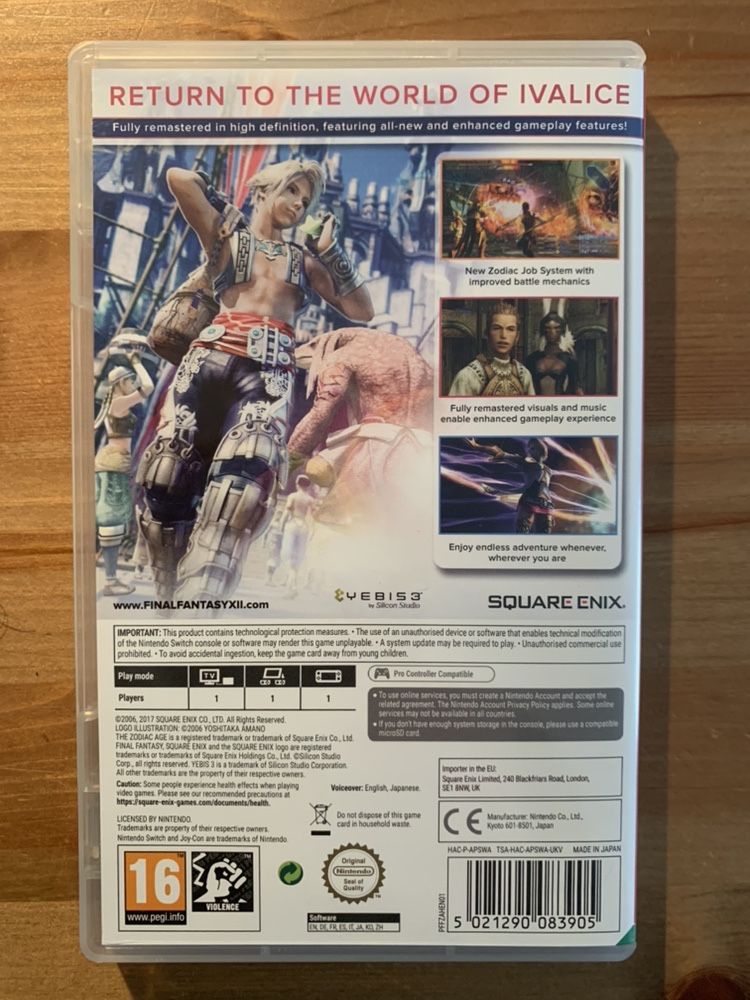 RETURN TO THE WORLD OF IVALICE
Fully remastered in high definition, featuring all-new and enhanced gameplay features!
New Zodiac Job System with
improved battle mechanics
Fully remastered visuals and music
enable enhanced gameplay experience
Enjoy endless adventure whenever,
wherever you are
www.FINALFANTASYXII.com
YEBIS 3
by Silicon Studio
SQUARE ENIX.
IMPORTANT: This product contains technological protection measures. • The use of an unauthorised device or software that enables technical modification
of the Nintendo Switch console or software may render this game unplayable. • A system update may be required to play. • Unauthorised commercial use
prohibited. • To avoid accidental ingestion, keep the game card away from young children.
Play mode
TV
Players
1
1
1
Pro Controller Compatible
• To use online services, you must create a Nintendo Account and accept the
related agreement. The Nintendo Account Privacy Policy applies. Some online
services may not be available in all countries.
• If you don't have enough system storage in the console, please use a compatible
microSD card.
©2006, 2017 SQUARE ENIX CO., LTD. All Rights Reserved.
LOGO ILLUSTRATION: ©2006 YOSHITAKA AMANO
THE ZODIAC AGE is a registered trademark or trademark of Square Enix Co., Ltd.
FINAL FANTASY, SQUARE ENIX and the SQUARE ENIX logo are registered
trademarks or trademarks of Square Enix Holdings Co., Ltd. ©Silicon Studio
Corp., all rights reserved. YEBIS 3 is a trademark of Silicon Studio Corporation.
All other trademarks are the property of their respective owners.
Caution: Some people experience health effects when playing
video games. Please see our recommended precautions at
https://square-enix-games.com/documents/health.
LICENSED BY NINTENDO.
Trademarks are property of their respective owners.
Nintendo Switch and Joy-Con are trademarks of Nintendo.
Voiceover: English, Japanese.
Do not dispose of this game
card in household waste.
Importer in the EU:
Square Enix Limited, 240 Blackfriars Road, London,
SE1 8NW, UK
CE
Manufacturer: Nintendo Co., Ltd.,
Kyoto 601-8501, Japan
HAC-P-APSWA TSA-HAC-APSWA-UKV MADE IN JAPAN
16
www.pegi.info
VIOLENCE
Original
Nintendo
Seal of
Quality
TM
Software
EN, DE, FR, ES, IT, JA, KO, ZH
PFFZAHEN01
5 021290 083905